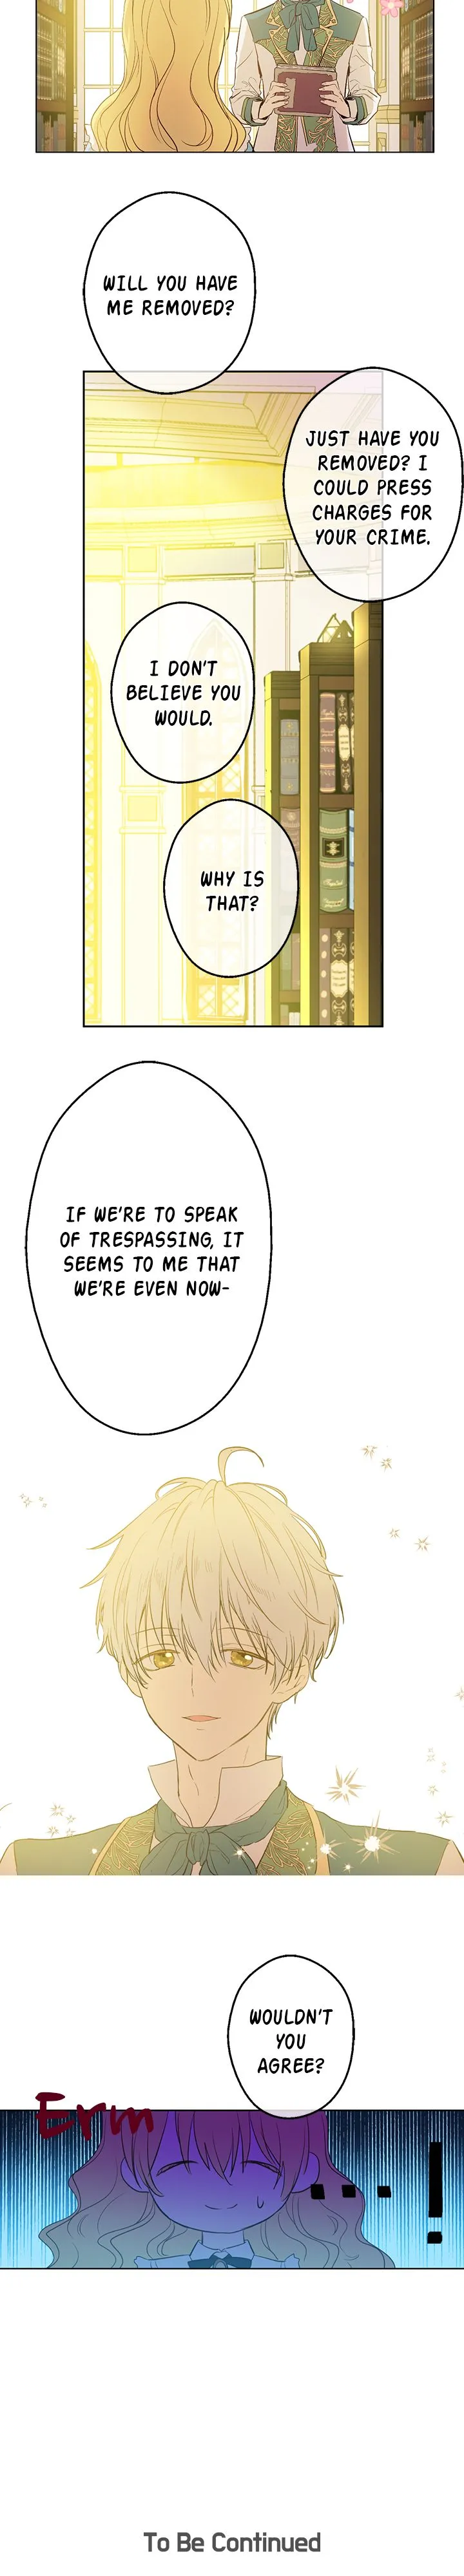 WILL YOU HAVE
ME REMOVED?
JUST HAVE YOU
REMOVED? I
COULD PRESS
CHARGES FOR
YOUR CRIME.
I DON'T
BELIEVE YOU
WOULD.
WHY IS
THAT?
IF WE'RE TO SPEAK
OF TRESPASSING, IT
SEEMS TO ME THAT
WE'RE EVEN NOW-
WOULDN'T
YOU
AGREE?
Erm
...!
To Be Continued